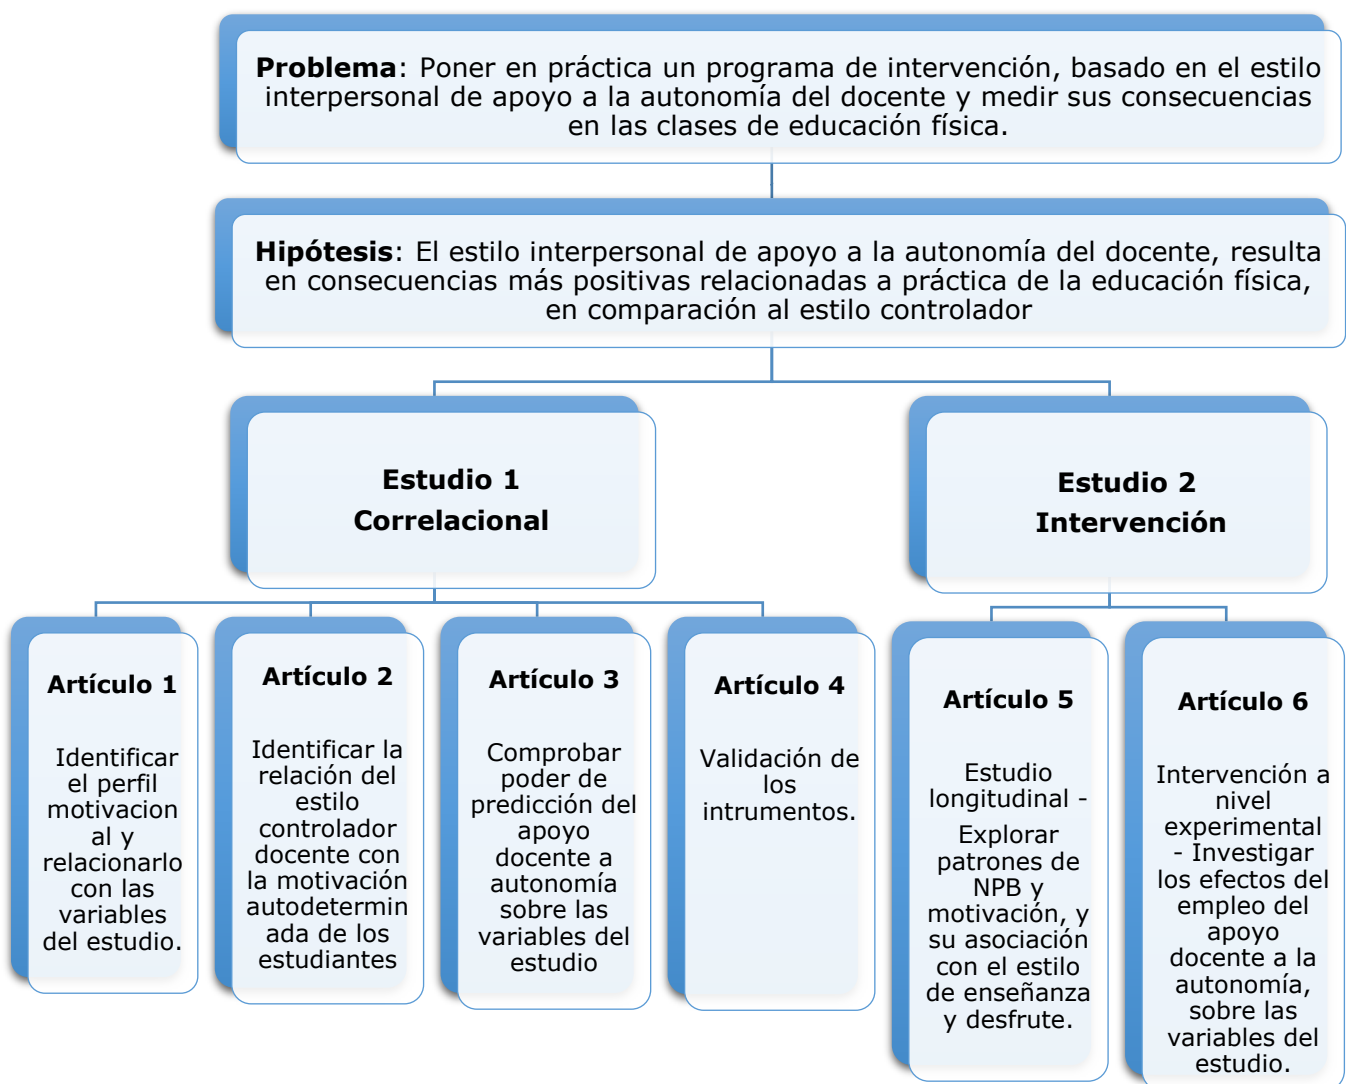 Problema: Poner en práctica un programa de intervención, basado en el estilo
interpersonal de apoyo a la autonomía del docente y medir sus consecuencias
en las clases de educación física.
Hipótesis: El estilo interpersonal de apoyo a la autonomía del docente, resulta
en consecuencias más positivas relacionadas a práctica de la educación física,
en comparación al estilo controlador
Estudio 1
Correlacional
Estudio 2
Intervención
Artículo 1
Identificar
el perfil
motivacion
al y
relacionarlo
con las
variables
del estudio.
Artículo 2
Identificar la
relación del
estilo
controlador
docente con
la motivación
autodetermin
ada de los
estudiantes
Artículo 3
Comprobar
poder de
predicción del
apoyo
docente a
autonomía
sobre las
variables del
estudio
Artículo 4
Validación de
los
intrumentos.
Artículo 5
Estudio
longitudinal -
Explorar
patrones de
NPB y
motivación, y
su asociación
con el estilo
de enseñanza
y desfrute.
Artículo 6
Intervención a
nivel
experimental
- Investigar
los efectos del
empleo del
apoyo
docente a la
autonomía,
sobre las
variables del
estudio.